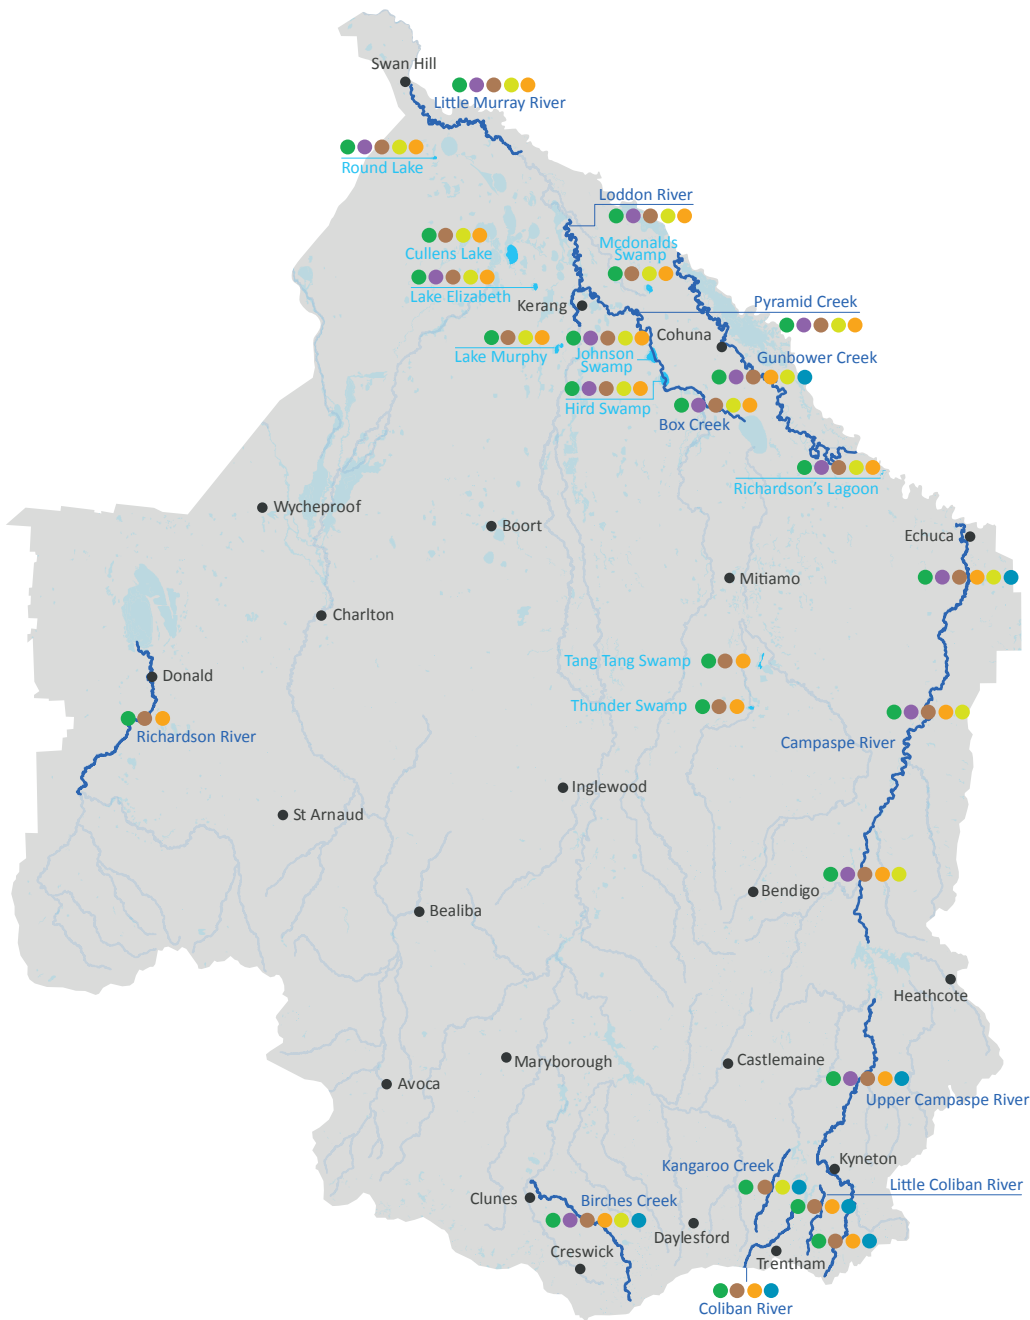 Swan Hill
Little Murray River
Round Lake
Loddon River
Mcdonalds
Swamp
Cullens Lake
Lake Elizabeth
Kerang
Pyramid Creek
Cohuna
Lake Murphy
Johnson
Swamp
Gunbower Creek
Hird Swamp
Box Creek
Richardson's Lagoon
Wycheproof
Boort
Echuca
Mitiamo
Charlton
Tang Tang Swamp
Donald
Thunder Swamp
Richardson River
Campaspe River
Inglewood
St Arnaud
Bendigo
Bealiba
Heathcote
Maryborough
Castlemaine
Avoca
Upper Campaspe River
Kyneton
Kangaroo Creek
Little Coliban River
Clunes
Birches Creek
Daylesford
Creswick
Trentham
Coliban River